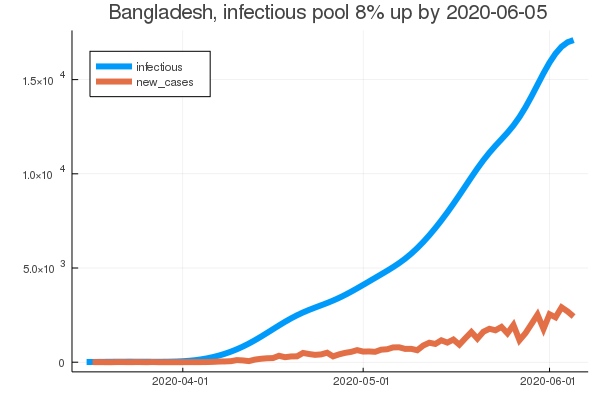 Bangladesh, infectious pool 8% up by 2020-06-05
infectious
new_cases
1.5×10⁴
1.0×10⁴
5.0×10³
0
2020-04-01 2020-05-01 2020-06-01